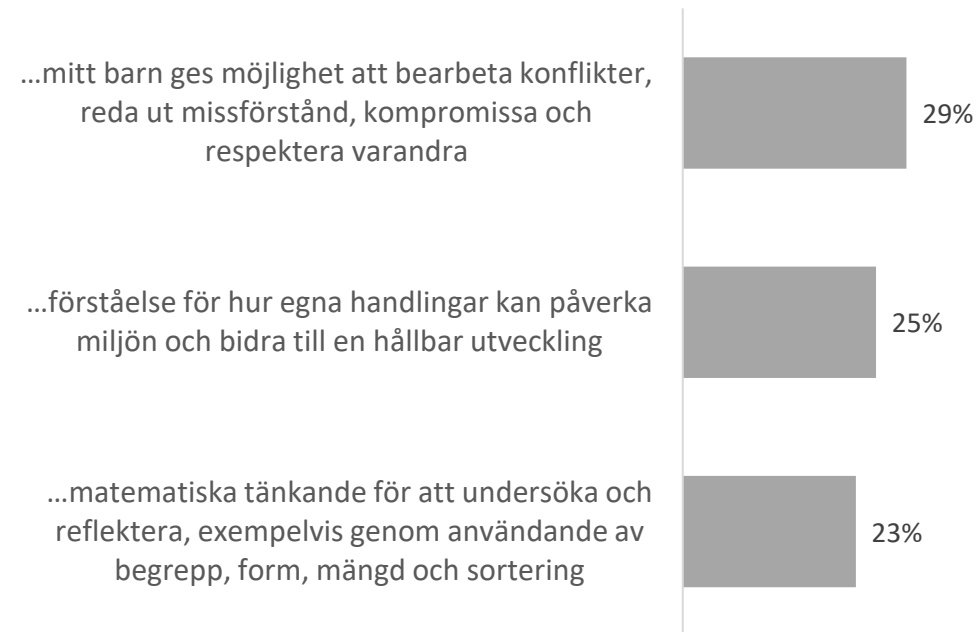 ...mitt barn ges möjlighet att bearbeta konflikter,
reda ut missförstånd, kompromissa och
respektera varandra
29%
...förståelse för hur egna handlingar kan påverka
miljön och bidra till en hållbar utveckling
25%
...matematiska tänkande för att undersöka och
reflektera, exempelvis genom användande av
begrepp, form, mängd och sortering
23%